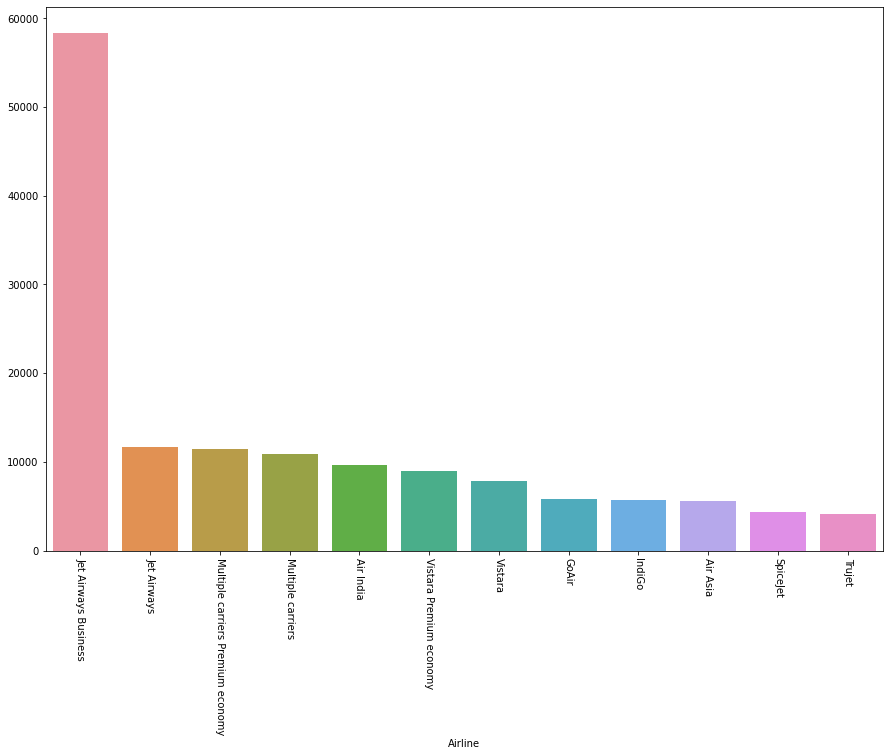 60000
50000
40000
30000
20000
10000
0
Jet Airways Business
Jet Airways
Multiple carriers Premium economy
Multiple carriers
Air India
Vistara Premium economy
Vistara
GoAir
IndiGo
Air Asia
SpiceJet
Trujet
Airline